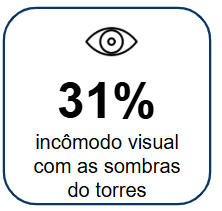 31%
incômodo visual
com as sombras
do torres